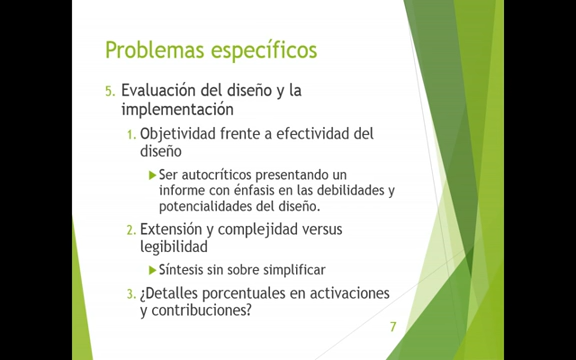 Problemas específicos
5. Evaluación del diseño y la
implementación
1. Objetividad frente a efectividad del
diseño
Ser autocríticos presentando un
informe con énfasis en las debilidades y
potencialidades del diseño.
2. Extensión y complejidad versus
legibilidad
Síntesis sin sobre simplificar
3. ¿Detalles porcentuales en activaciones
y contribuciones?
7